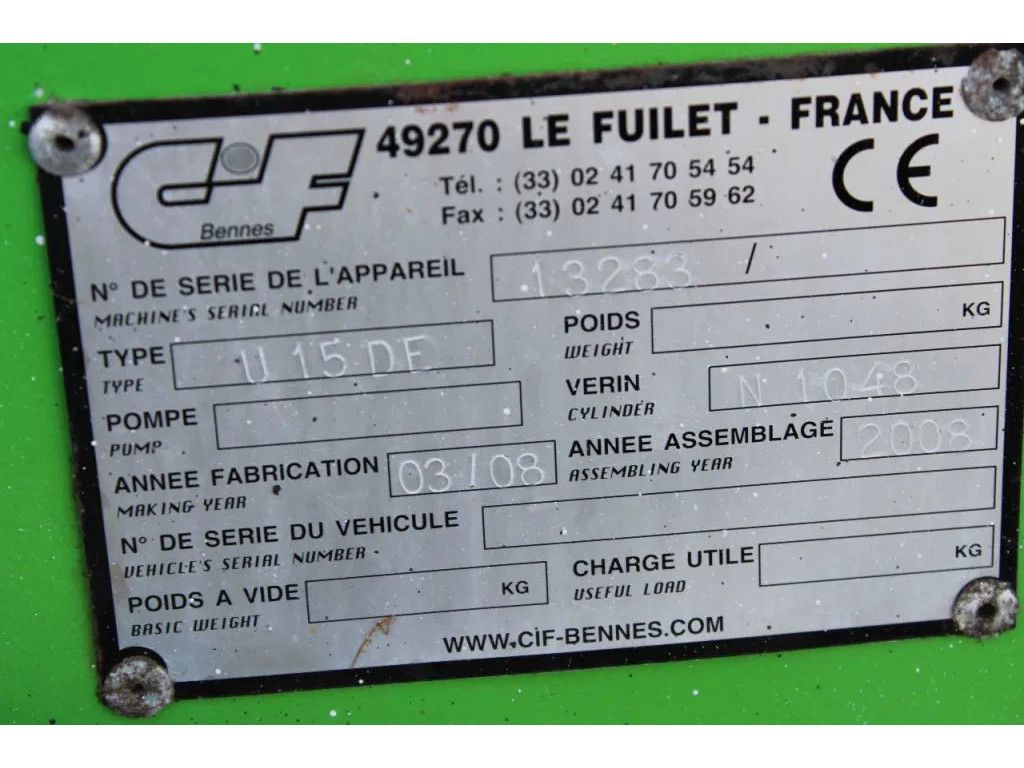 CIF
Bennes
49270 LE FUILET - FRANCE
Tél. : (33) 02 41 70 54 54
Fax : (33) 02 41 70 59 62
CE
N° DE SERIE DE L'APPAREIL 13283 /
MACHINE'S SERIAL NUMBER
TYPE U 15 DE POIDS KG
TYPE WEIGHT
POMPE VERIN N 1048
PUMP CYLINDER
ANNEE FABRICATION 03/08 ANNEE ASSEMBLAGE 2008
MAKING YEAR ASSEMBLING YEAR
N° DE SERIE DU VEHICULE
VEHICLE'S SERIAL NUMBER
POIDS A VIDE KG CHARGE UTILE KG
BASIC WEIGHT USEFUL LOAD
WWW.CIF-BENNES.COM